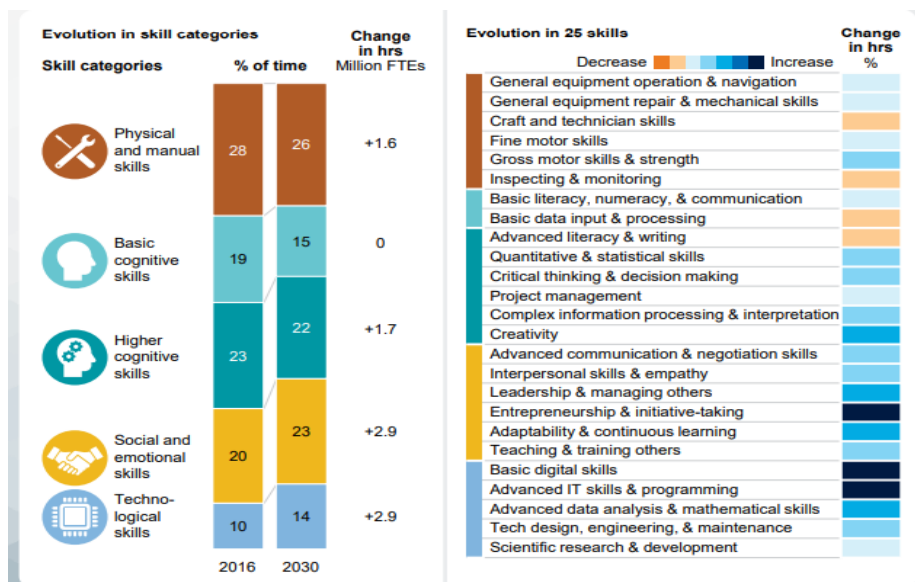 Evolution in skill categories
Skill categories
% of time
Change
in hrs
Million FTEs
Physical
and manual
skills
28
26
+1.6
Basic
cognitive
skills
19
15
0
Higher
cognitive
skills
23
22
+1.7
Social and
emotional
skills
20
23
+2.9
Techno-
logical
skills
10
14
+2.9
2016
2030
Evolution in 25 skills
Change
in hrs
%
Decrease
Increase
General equipment operation & navigation
General equipment repair & mechanical skills
Craft and technician skills
Fine motor skills
Gross motor skills & strength
Inspecting & monitoring
Basic literacy, numeracy, & communication
Basic data input & processing
Advanced literacy & writing
Quantitative & statistical skills
Critical thinking & decision making
Project management
Complex information processing & interpretation
Creativity
Advanced communication & negotiation skills
Interpersonal skills & empathy
Leadership & managing others
Entrepreneurship & initiative-taking
Adaptability & continuous learning
Teaching & training others
Basic digital skills
Advanced IT skills & programming
Advanced data analysis & mathematical skills
Tech design, engineering, & maintenance
Scientific research & development